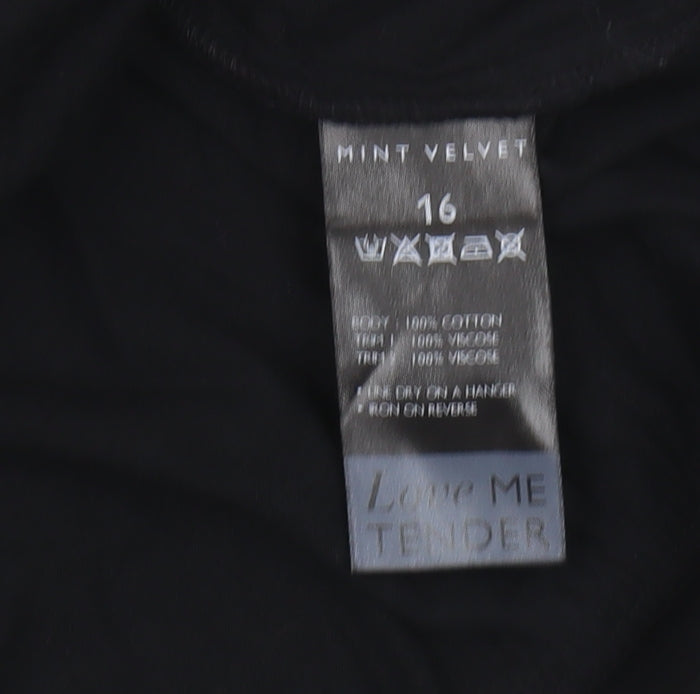 MINT VELVET
16
BODY : 100% COTTON
TRIM 1 : 100% VISCOSE
TRIM 2 : 100% VISCOSE
* LINE DRY ON A HANGER
* IRON ON REVERSE
Love ME
TENDER